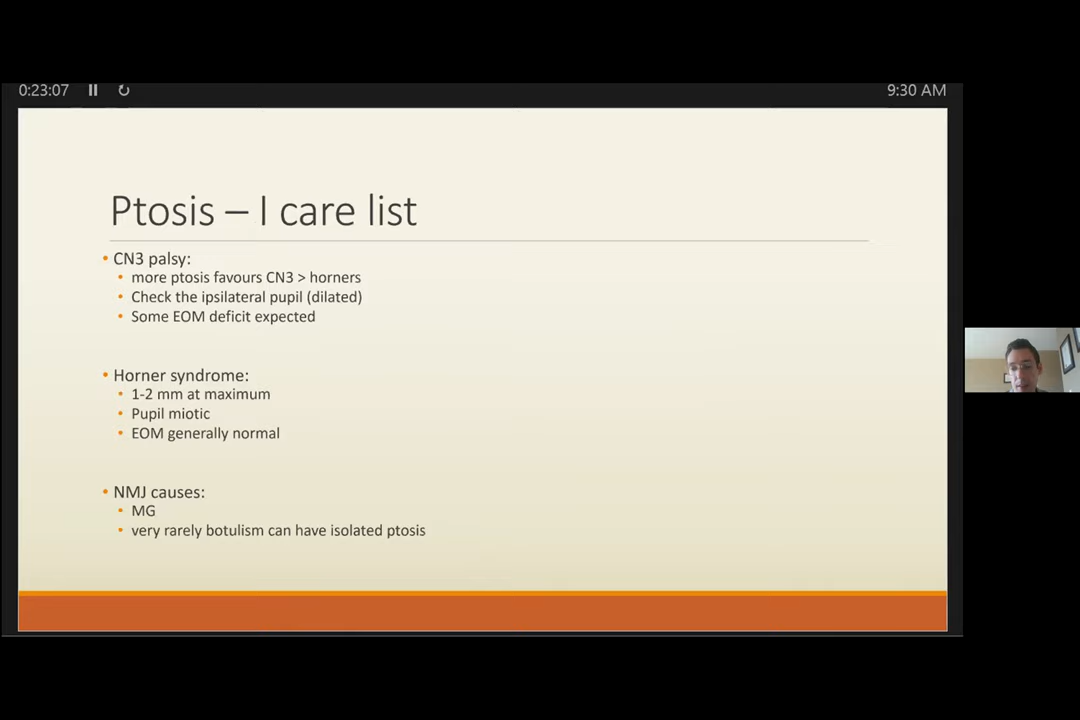 0:23:07
9:30 AM
Ptosis – I care list
• CN3 palsy:
• more ptosis favours CN3 > horners
• Check the ipsilateral pupil (dilated)
• Some EOM deficit expected
• Horner syndrome:
• 1-2 mm at maximum
• Pupil miotic
• EOM generally normal
• NMJ causes:
• MG
• very rarely botulism can have isolated ptosis